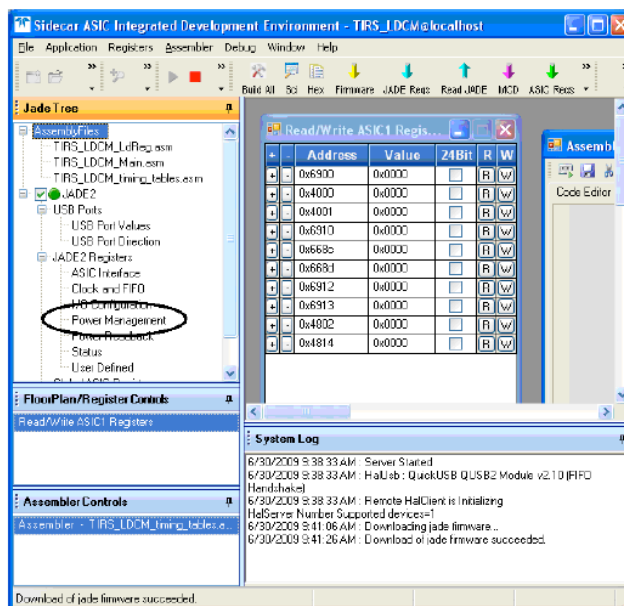 Sidecar ASIC Integrated Development Environment - TIRS_LDCM@localhost
File Application Registers Assembler Debug Window Help
Build All Sci Hex Firmware JADE Regs Read JADE MCD ASIC Regs
Jade Tree
AssemblyFiles
TIRS_LDCM_LdReg.asm
TIRS_LDCM_Main.asm
TIRS_LDCM_timing_tables.asm
JADE2
USB Ports
USB Port Values
USB Port Direction
JADE2 Registers
ASIC Interface
Clock and FIFO
I/O Configuration
Power Management
Power Readback
Status
User Defined
Read/Write ASIC1 Regis...
+ - Address Value 24Bit R W
+ - 0x6900 0x0000 R W
+ - 0x4000 0x0000 R W
+ - 0x4001 0x0000 R W
+ - 0x6910 0x0000 R W
+ - 0x668c 0x0000 R W
+ - 0x668d 0x0000 R W
+ - 0x6912 0x0000 R W
+ - 0x6913 0x0000 R W
+ - 0x4802 0x0000 R W
+ - 0x4814 0x0000 R W
Assembl
Code Editor
FloorPlan/Register Controls
Read/Write ASIC1 Registers
Assembler Controls
Assembler - TIRS_LDCM_timing_tables.a...
System Log
6/30/2009 9:38:33 AM : Server Started
6/30/2009 9:38:33 AM : HalUsb : QuickUSB QUSB2 Module v2.10 (FIFO
Handshake)
6/30/2009 9:38:33 AM : Remote HalClient is Initializing
HalServer Number Supported devices=1
6/30/2009 9:41:06 AM : Downloading jade firmware...
6/30/2009 9:41:26 AM : Download of jade firmware succeeded.
Download of jade firmware succeeded.